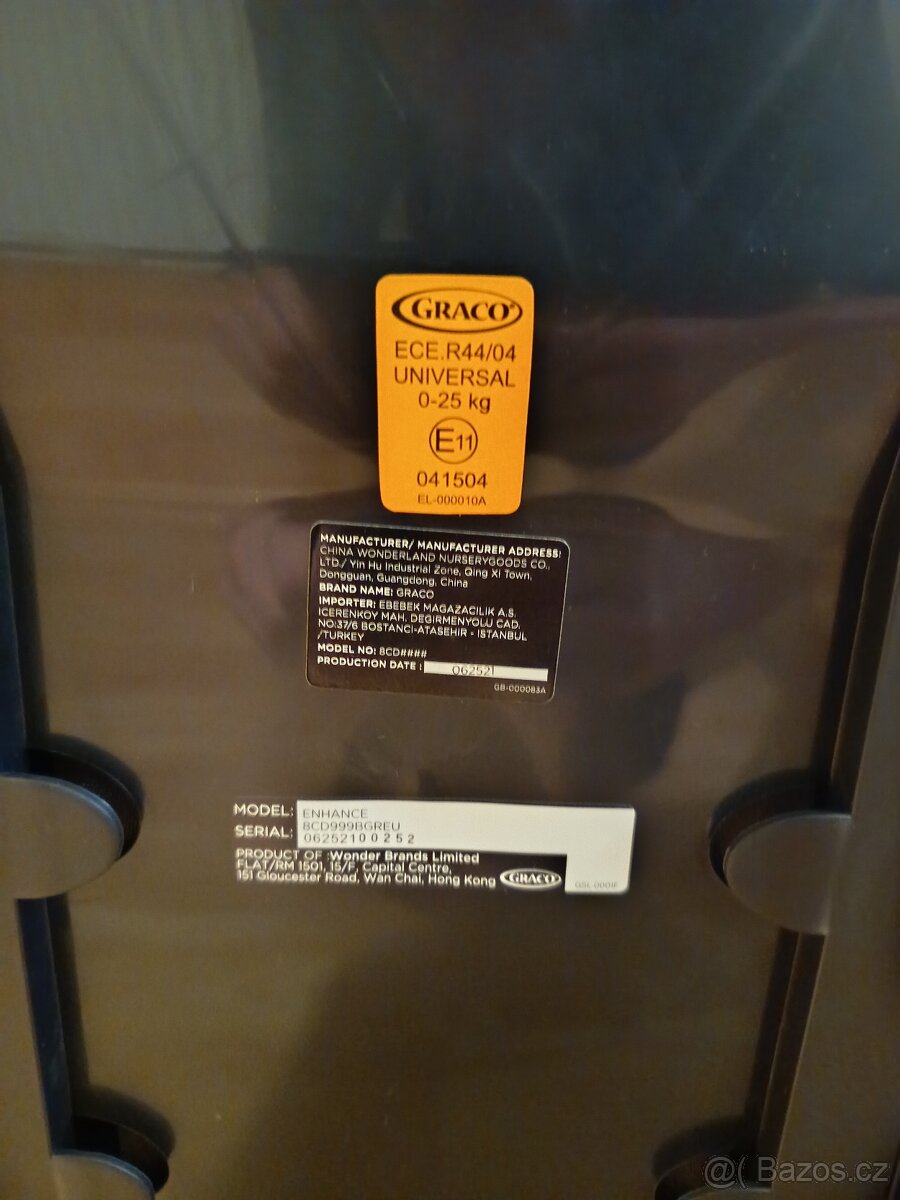 GRACO®
ECE.R44/04
UNIVERSAL
0-25 kg
E11
041504
EL-000010A
MANUFACTURER/ MANUFACTURER ADDRESS:
CHINA WONDERLAND NURSERYGOODS CO.,
LTD./ Yin Hu Industrial Zone, Qing Xi Town,
Dongguan, Guangdong, China
BRAND NAME: GRACO
IMPORTER: EBEBEK MAGAZACILIK A.S.
ICERENKOY MAH. DEGIRMENYOLU CAD.
NO:37/6 BOSTANCI-ATASEHIR - ISTANBUL
/TURKEY
MODEL NO: 8CD####
PRODUCTION DATE : 062521
GB-000083A
MODEL: ENHANCE
8CD999BGREU
SERIAL: 06252100252
PRODUCT OF :Wonder Brands Limited
FLAT/RM 1501, 15/F, Capital Centre,
151 Gloucester Road, Wan Chai, Hong Kong
GRACO
GSL-0001F
@( Bazos.cz